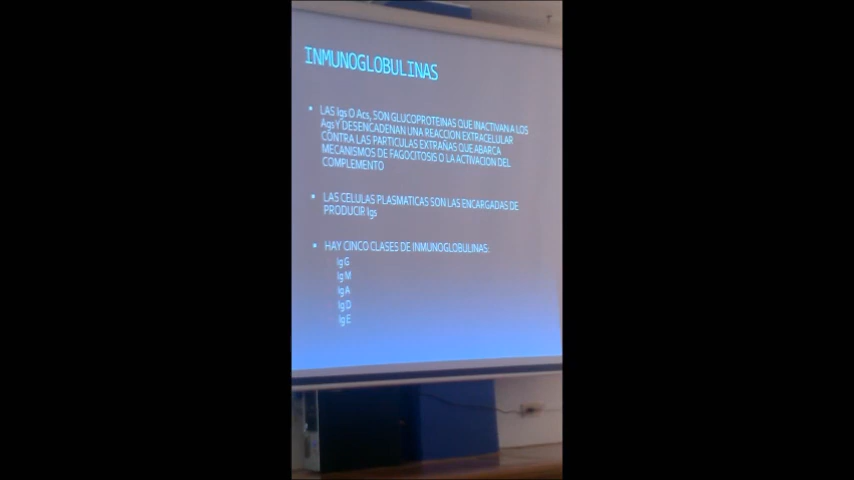 INMUNOGLOBULINAS
• LAS Igs O Acs, SON GLUCOPROTEINAS QUE INACTIVAN A LOS
Ags Y DESENCADENAN UNA REACCION EXTRACELULAR
CONTRA LAS PARTICULAS EXTRAÑAS QUE ABARCA
MECANISMOS DE FAGOCITOSIS O LA ACTIVACION DEL
COMPLEMENTO
• LAS CELULAS PLASMATICAS SON LAS ENCARGADAS DE
PRODUCIR Igs
• HAY CINCO CLASES DE INMUNOGLOBULINAS:
Ig G
Ig M
Ig A
Ig D
Ig E